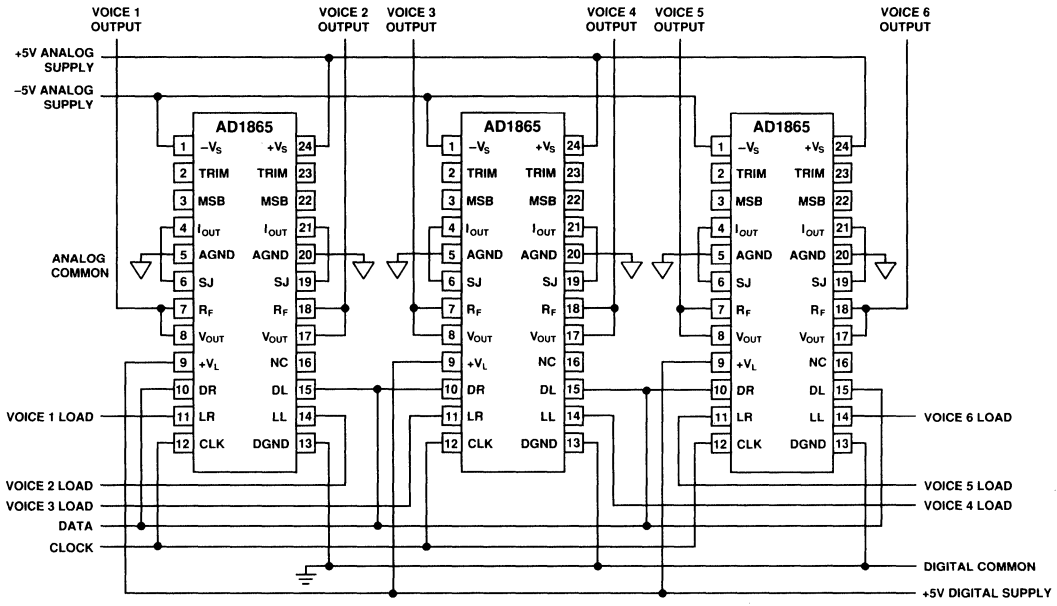 VOICE 1 OUTPUT
VOICE 2 OUTPUT
VOICE 3 OUTPUT
VOICE 4 OUTPUT
VOICE 5 OUTPUT
VOICE 6 OUTPUT
+5V ANALOG SUPPLY
−5V ANALOG SUPPLY
AD1865
1 −VS +VS 24
2 TRIM TRIM 23
3 MSB MSB 22
4 IOUT IOUT 21
5 AGND AGND 20
6 SJ SJ 19
7 RF RF 18
8 VOUT VOUT 17
9 +VL NC 16
10 DR DL 15
11 LR LL 14
12 CLK DGND 13
AD1865
1 −VS +VS 24
2 TRIM TRIM 23
3 MSB MSB 22
4 IOUT IOUT 21
5 AGND AGND 20
6 SJ SJ 19
7 RF RF 18
8 VOUT VOUT 17
9 +VL NC 16
10 DR DL 15
11 LR LL 14
12 CLK DGND 13
AD1865
1 −VS +VS 24
2 TRIM TRIM 23
3 MSB MSB 22
4 IOUT IOUT 21
5 AGND AGND 20
6 SJ SJ 19
7 RF RF 18
8 VOUT VOUT 17
9 +VL NC 16
10 DR DL 15
11 LR LL 14
12 CLK DGND 13
ANALOG COMMON
VOICE 1 LOAD
VOICE 6 LOAD
VOICE 2 LOAD
VOICE 5 LOAD
VOICE 3 LOAD
VOICE 4 LOAD
DATA
CLOCK
DIGITAL COMMON
+5V DIGITAL SUPPLY